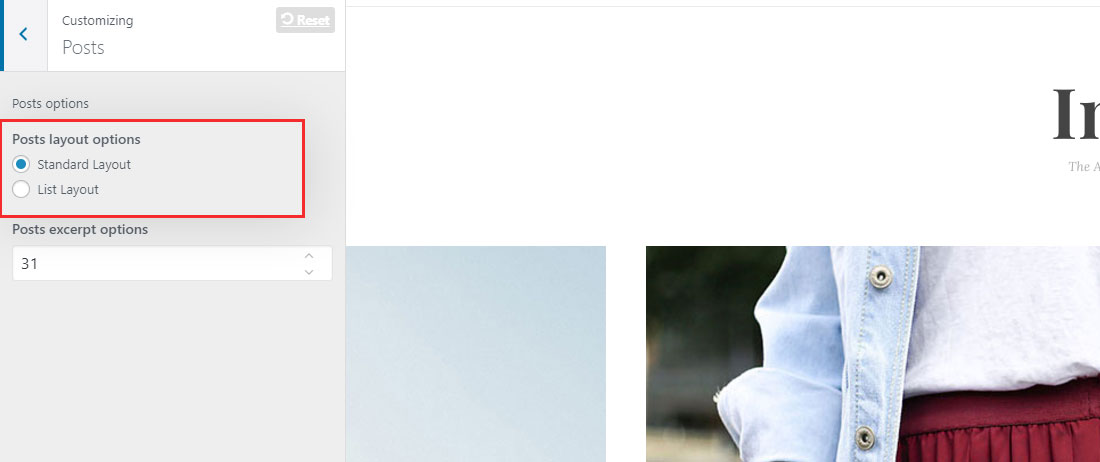 Customizing
Reset
Posts
Posts options
Posts layout options
Standard Layout
List Layout
Posts excerpt options
31
In
The A